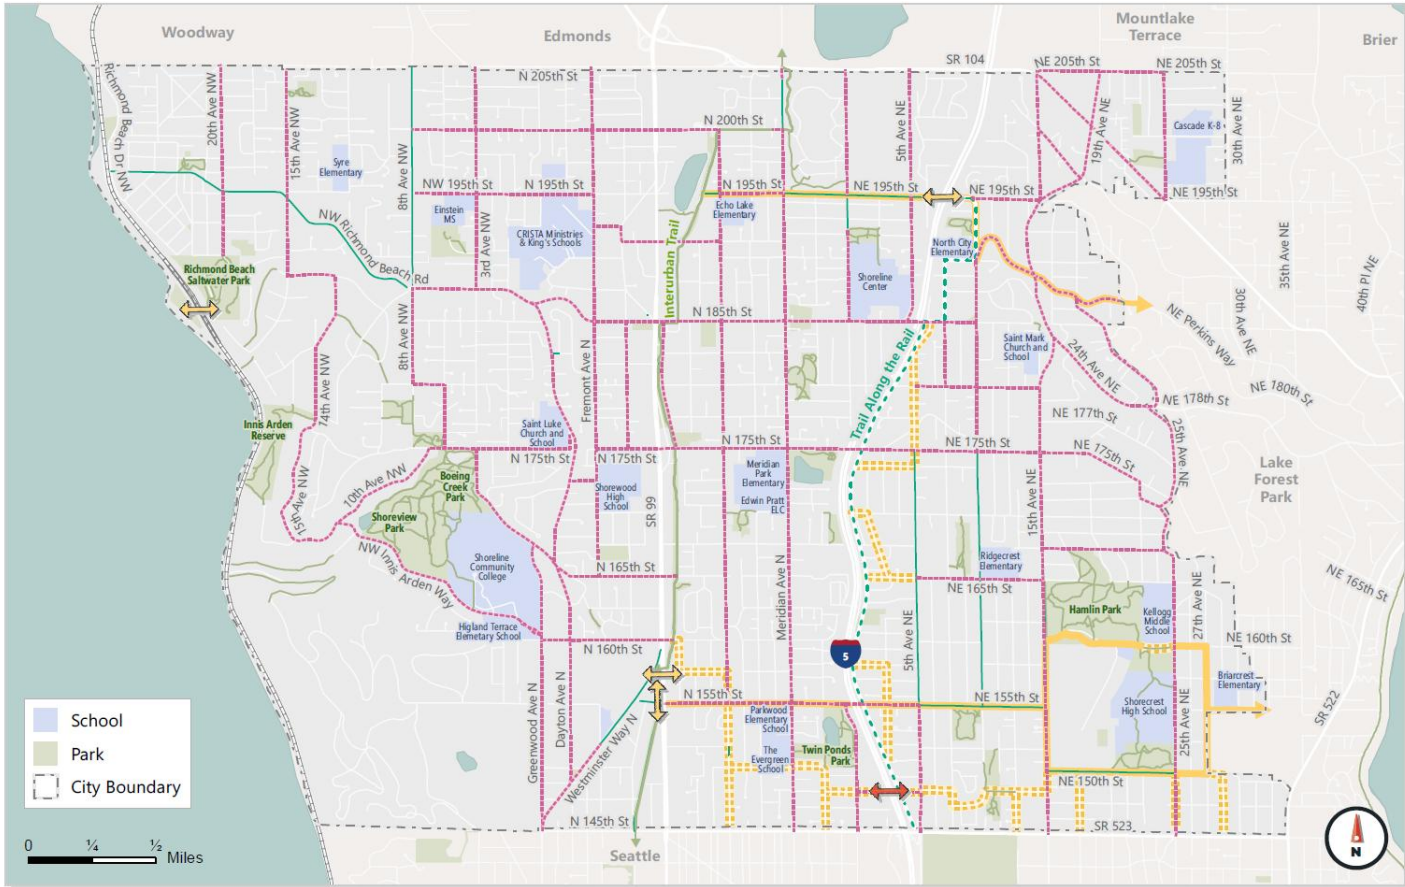 Woodway
Edmonds
Mountlake
Terrace
Brier
SR 104
NE 205th St
NE 205th St
N 205th St
Richmond Beach Dr NW
20th Ave NW
15th Ave NW
8th Ave NW
5th Ave NE
19th Ave NE
30th Ave NE
Cascade K-8
N 200th St
Syre
Elementary
NW 195th St
N 195th St
N 195th St
NE 195th St
NE 195th St
NE 195th St
Einstein
MS
3rd Ave NW
CRISTA Ministries
& King's Schools
Echo Lake
Elementary
Interurban Trail
North City
Elementary
NW Richmond Beach Rd
Richmond Beach
Saltwater Park
Shoreline
Center
35th Ave NE
40th Pl NE
30th Ave NE
NE Perkins Way
N 185th St
8th Ave NW
Fremont Ave N
14th Ave NW
Trail Along the Rail
Saint Mark
Church and
School
24th Ave NE
NE 180th St
NE 178th St
NE 177th St
Innis Arden
Reserve
Saint Luke
Church and
School
N 175th St
N 175th St
N 175th St
NE 175th St
NE 175th St
25th Ave NE
10th Ave NW
15th Ave NW
Boeing
Creek
Park
Shoreview
Park
Shorewood
High
School
SR 99
Meridian
Park
Elementary
Edwin Pratt
ELC
15th Ave NE
Lake
Forest
Park
NW Innis Arden Way
Shoreline
Community
College
N 165th St
Meridian Ave N
Ridgecrest
Elementary
NE 165th St
NE 165th St
Hamlin Park
Kellogg
Middle
School
27th Ave NE
Higland Terrace
Elemetary School
N 160th St
5
5th Ave NE
NE 160th St
Briarcrest
Elementary
Greenwood Ave N
Dayton Ave N
Westminster Way N
N 155th St
NE 155th St
Parkwood
Elementary
School
The
Evergreen
School
Twin Ponds
Park
Shorecrest
High School
25th Ave NE
SR 522
NE 150th St
N 145th St
SR 523
Seattle
School
Park
City Boundary
0 ¼ ½
Miles
N